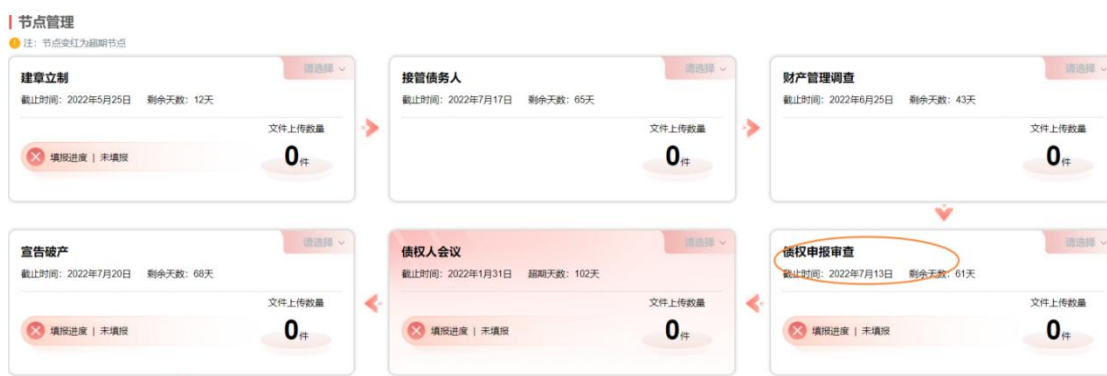 节点管理
注：节点变红为超期节点
建章立制
请选择
截止时间：2022年5月25日 剩余天数：12天
文件上传数量
填报进度 | 未填报
0件
接管债务人
请选择
截止时间：2022年7月17日 剩余天数：65天
文件上传数量
0件
财产管理调查
请选择
截止时间：2022年6月25日 剩余天数：43天
文件上传数量
0件
宣告破产
请选择
截止时间：2022年7月20日 剩余天数：68天
文件上传数量
填报进度 | 未填报
0件
债权人会议
请选择
截止时间：2022年1月31日 超期天数：102天
文件上传数量
填报进度 | 未填报
0件
债权申报审查
请选择
截止时间：2022年7月13日 剩余天数：61天
文件上传数量
填报进度 | 未填报
0件